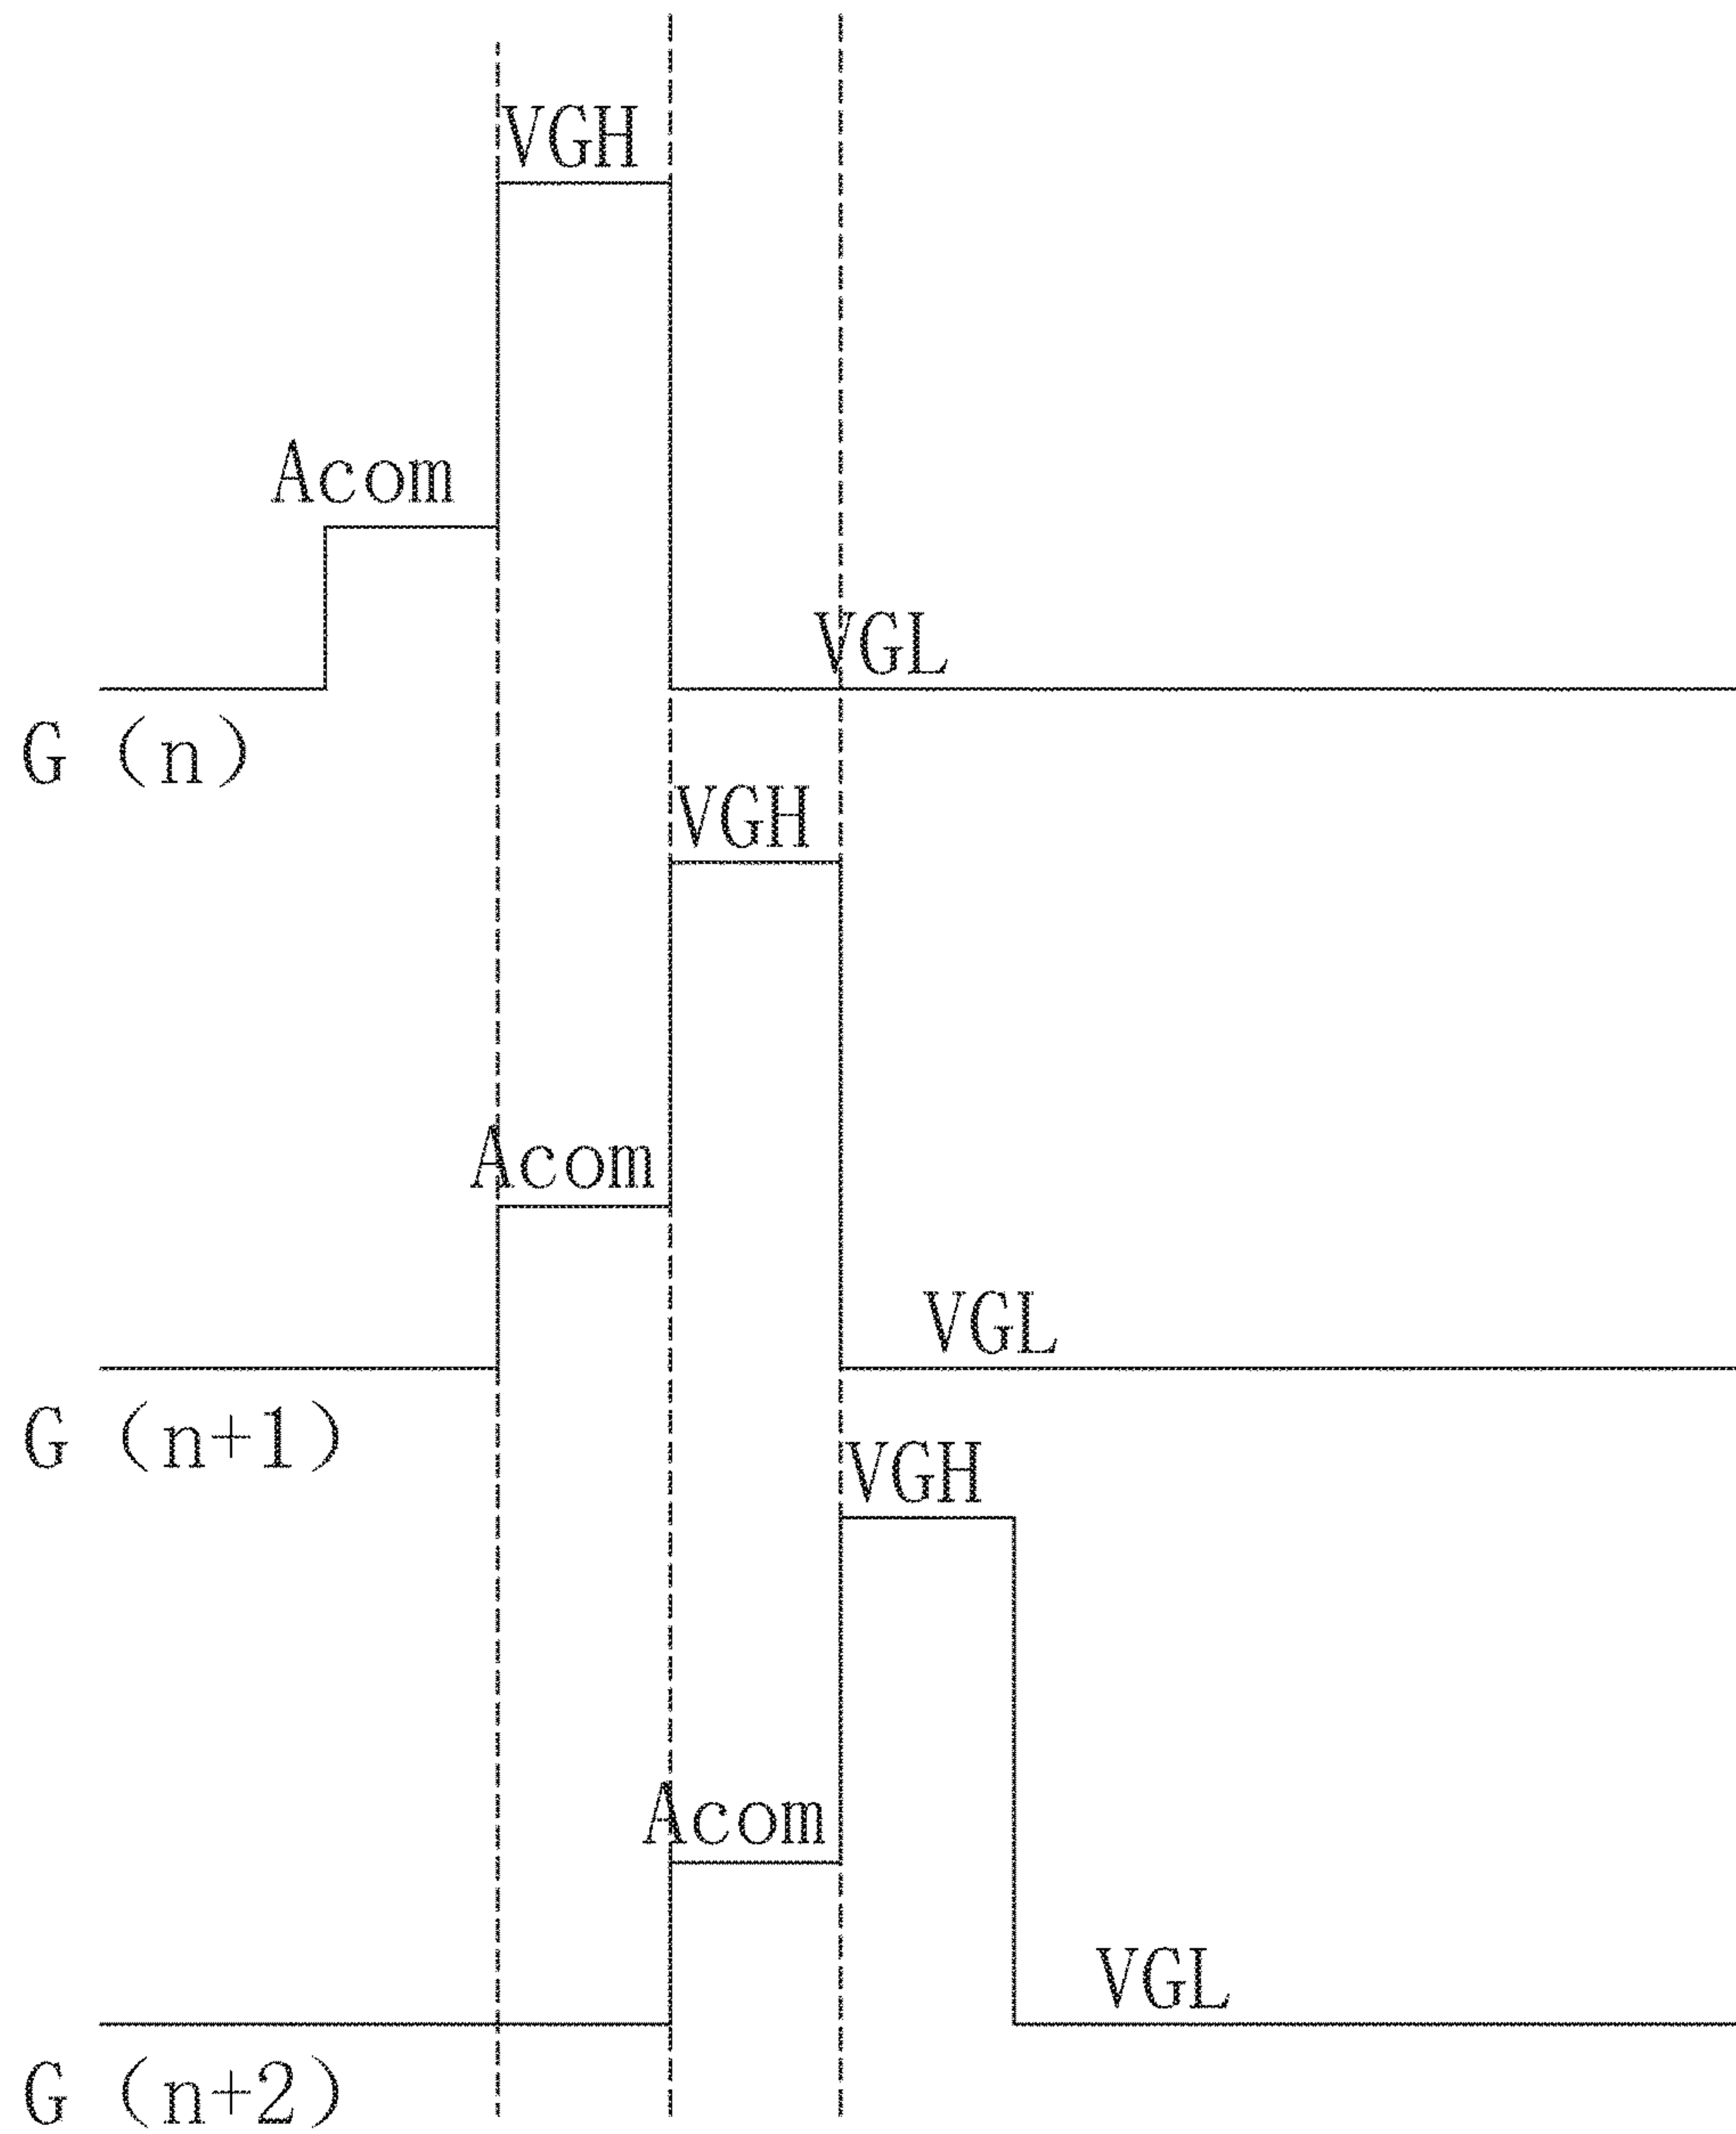 VGH
Acom
VGL
G (n)
VGH
Acom
VGL
G (n+1)
VGH
Acom
VGL
G (n+2)